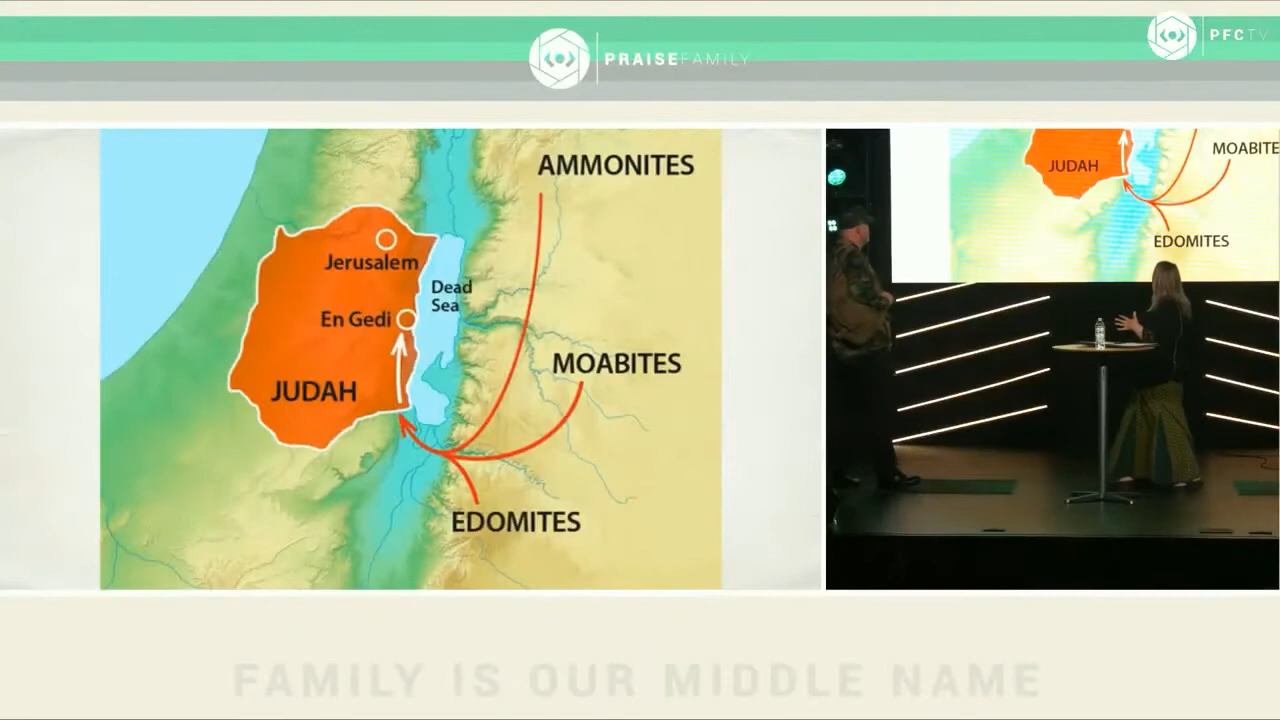 PRAISEFAMILY
PFCTV
AMMONITES
Jerusalem
Dead
Sea
En Gedi
MOABITES
JUDAH
EDOMITES
MOABITE
JUDAH
EDOMITES
FAMILY IS OUR MIDDLE NAME